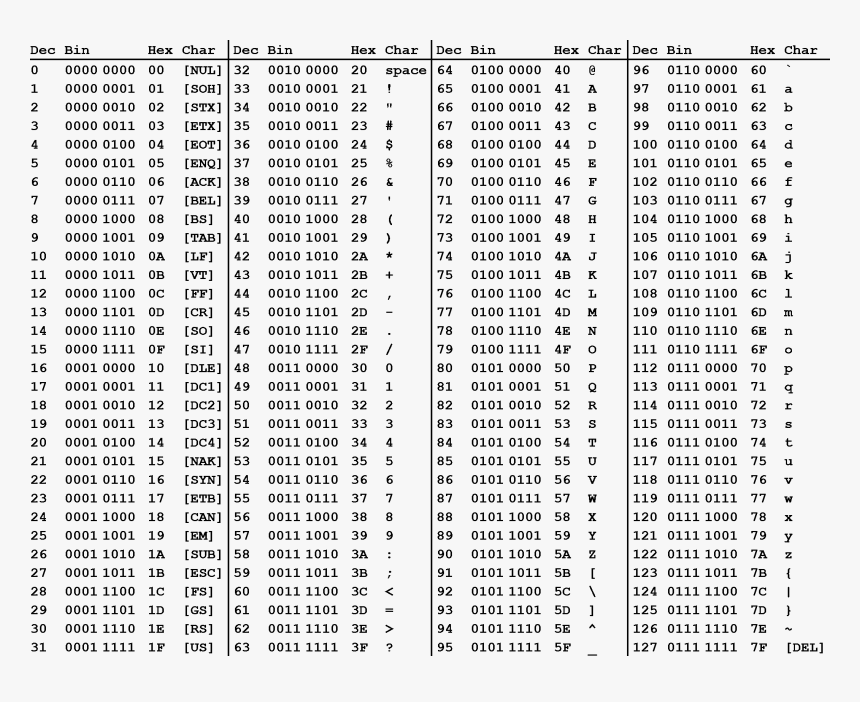 Dec Bin Hex Char Dec Bin Hex Char Dec Bin Hex Char Dec Bin Hex Char
0 0000 0000 00 [NUL] 32 0010 0000 20 space 64 0100 0000 40 @ 96 0110 0000 60 `
1 0000 0001 01 [SOH] 33 0010 0001 21 ! 65 0100 0001 41 A 97 0110 0001 61 a
2 0000 0010 02 [STX] 34 0010 0010 22 " 66 0100 0010 42 B 98 0110 0010 62 b
3 0000 0011 03 [ETX] 35 0010 0011 23 # 67 0100 0011 43 C 99 0110 0011 63 c
4 0000 0100 04 [EOT] 36 0010 0100 24 $ 68 0100 0100 44 D 100 0110 0100 64 d
5 0000 0101 05 [ENQ] 37 0010 0101 25 % 69 0100 0101 45 E 101 0110 0101 65 e
6 0000 0110 06 [ACK] 38 0010 0110 26 & 70 0100 0110 46 F 102 0110 0110 66 f
7 0000 0111 07 [BEL] 39 0010 0111 27 ' 71 0100 0111 47 G 103 0110 0111 67 g
8 0000 1000 08 [BS] 40 0010 1000 28 ( 72 0100 1000 48 H 104 0110 1000 68 h
9 0000 1001 09 [TAB] 41 0010 1001 29 ) 73 0100 1001 49 I 105 0110 1001 69 i
10 0000 1010 0A [LF] 42 0010 1010 2A * 74 0100 1010 4A J 106 0110 1010 6A j
11 0000 1011 0B [VT] 43 0010 1011 2B + 75 0100 1011 4B K 107 0110 1011 6B k
12 0000 1100 0C [FF] 44 0010 1100 2C , 76 0100 1100 4C L 108 0110 1100 6C l
13 0000 1101 0D [CR] 45 0010 1101 2D - 77 0100 1101 4D M 109 0110 1101 6D m
14 0000 1110 0E [SO] 46 0010 1110 2E . 78 0100 1110 4E N 110 0110 1110 6E n
15 0000 1111 0F [SI] 47 0010 1111 2F / 79 0100 1111 4F O 111 0110 1111 6F o
16 0001 0000 10 [DLE] 48 0011 0000 30 0 80 0101 0000 50 P 112 0111 0000 70 p
17 0001 0001 11 [DC1] 49 0011 0001 31 1 81 0101 0001 51 Q 113 0111 0001 71 q
18 0001 0010 12 [DC2] 50 0011 0010 32 2 82 0101 0010 52 R 114 0111 0010 72 r
19 0001 0011 13 [DC3] 51 0011 0011 33 3 83 0101 0011 53 S 115 0111 0011 73 s
20 0001 0100 14 [DC4] 52 0011 0100 34 4 84 0101 0100 54 T 116 0111 0100 74 t
21 0001 0101 15 [NAK] 53 0011 0101 35 5 85 0101 0101 55 U 117 0111 0101 75 u
22 0001 0110 16 [SYN] 54 0011 0110 36 6 86 0101 0110 56 V 118 0111 0110 76 v
23 0001 0111 17 [ETB] 55 0011 0111 37 7 87 0101 0111 57 W 119 0111 0111 77 w
24 0001 1000 18 [CAN] 56 0011 1000 38 8 88 0101 1000 58 X 120 0111 1000 78 x
25 0001 1001 19 [EM] 57 0011 1001 39 9 89 0101 1001 59 Y 121 0111 1001 79 y
26 0001 1010 1A [SUB] 58 0011 1010 3A : 90 0101 1010 5A Z 122 0111 1010 7A z
27 0001 1011 1B [ESC] 59 0011 1011 3B ; 91 0101 1011 5B [ 123 0111 1011 7B {
28 0001 1100 1C [FS] 60 0011 1100 3C < 92 0101 1100 5C \ 124 0111 1100 7C |
29 0001 1101 1D [GS] 61 0011 1101 3D = 93 0101 1101 5D ] 125 0111 1101 7D }
30 0001 1110 1E [RS] 62 0011 1110 3E > 94 0101 1110 5E ^ 126 0111 1110 7E ~
31 0001 1111 1F [US] 63 0011 1111 3F ? 95 0101 1111 5F _ 127 0111 1111 7F [DEL]